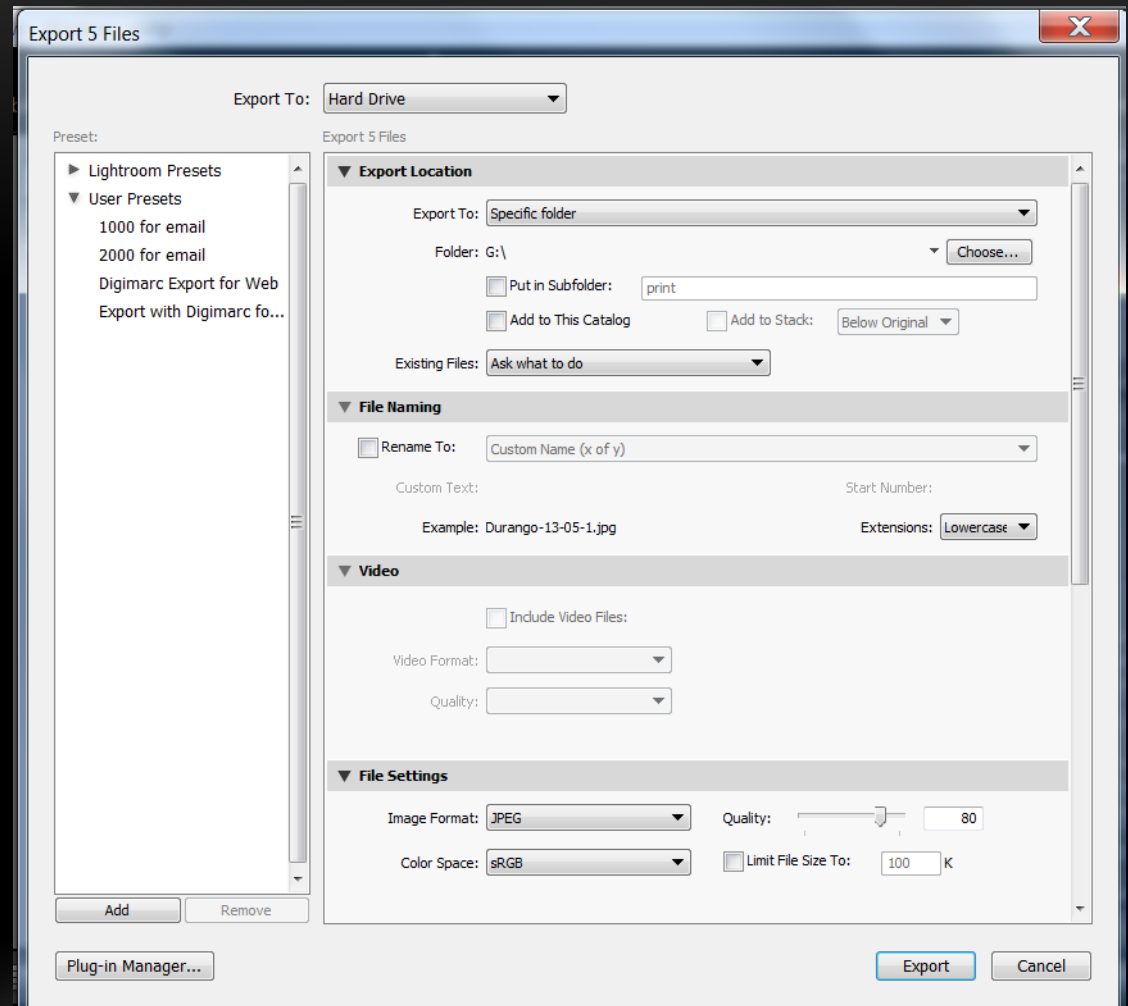 Export 5 Files
Export To: Hard Drive
Preset:
Export 5 Files
Lightroom Presets
User Presets
1000 for email
2000 for email
Digimarc Export for Web
Export with Digimarc fo...
Add Remove
Export Location
Export To: Specific folder
Folder: G:\ Choose...
Put in Subfolder: print
Add to This Catalog Add to Stack: Below Original
Existing Files: Ask what to do
File Naming
Rename To: Custom Name (x of y)
Custom Text: Start Number:
Example: Durango-13-05-1.jpg Extensions: Lowercase
Video
Include Video Files:
Video Format:
Quality:
File Settings
Image Format: JPEG Quality: 80
Color Space: sRGB Limit File Size To: 100 K
Plug-in Manager... Export Cancel